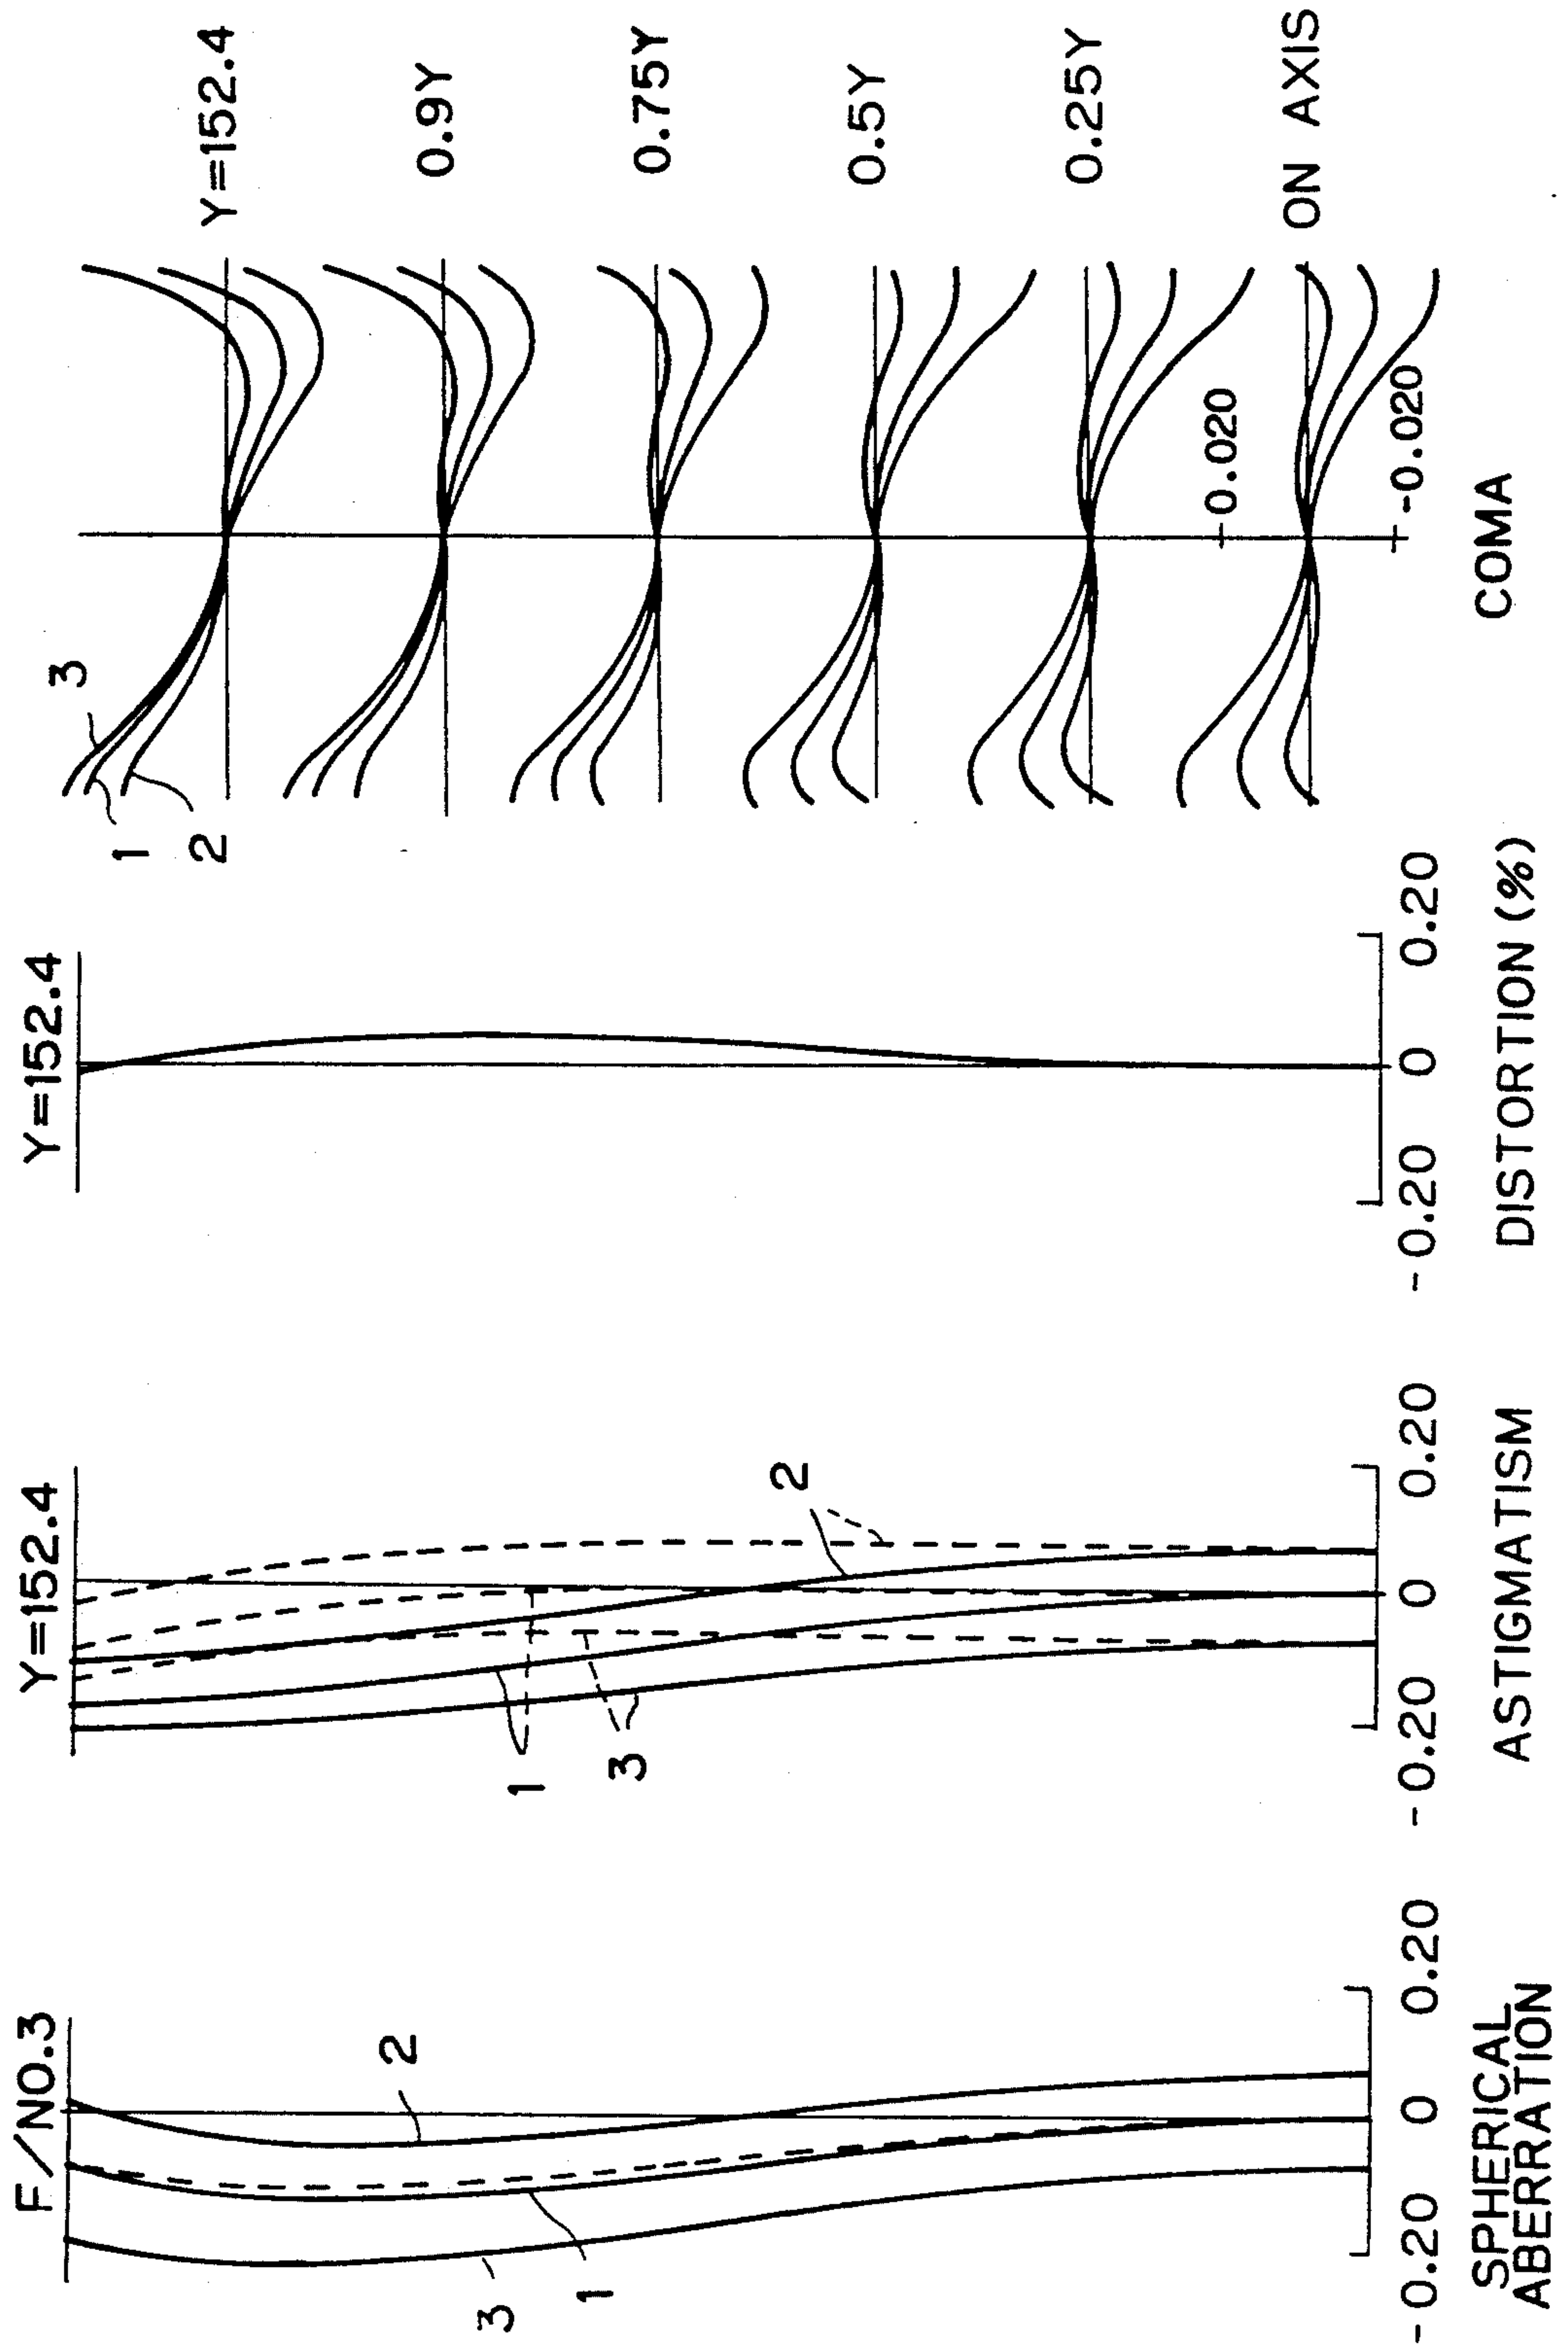 F/NO.3
2
1
3
-0.20
0
0.20
SPHERICAL
ABERRATION
Y=152.4
2
1
3
-0.20
0
0.20
ASTIGMATISM
Y=152.4
-0.20
0
0.20
DISTORTION (%)
3
1
2
Y=152.4
0.9Y
0.75Y
0.5Y
0.25Y
0.020
ON AXIS
-0.020
COMA